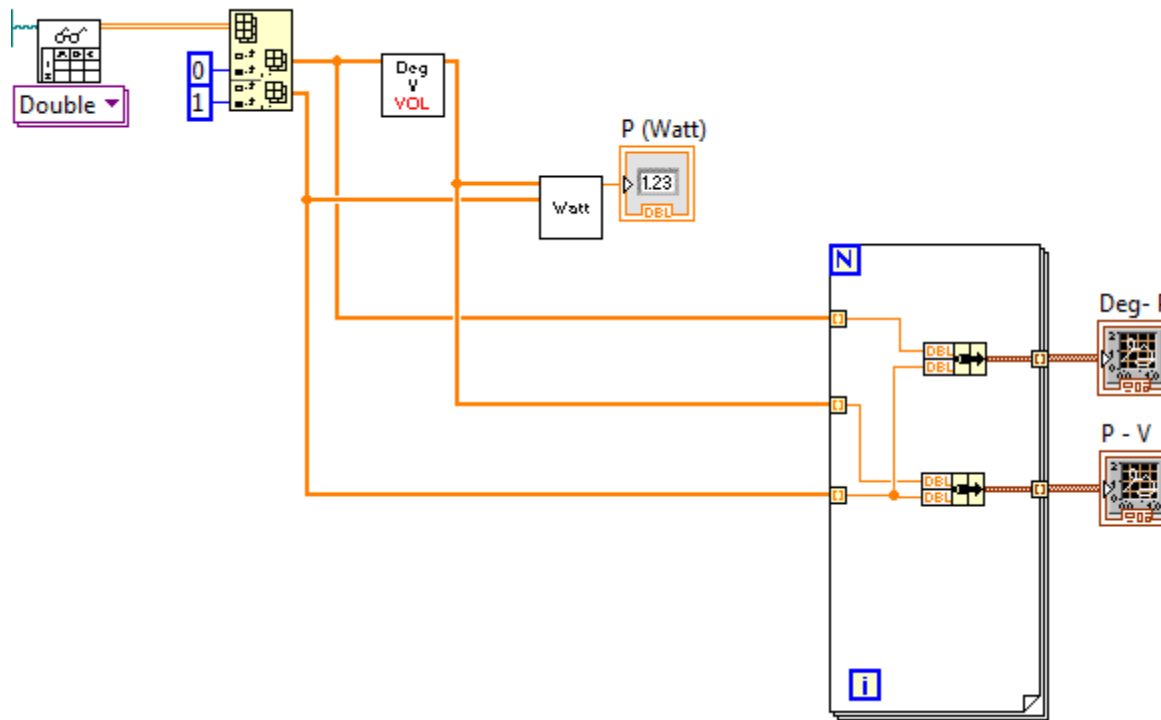 Double
0
1
Deg
V
VOL
P (Watt)
1.23
DBL
Watt
N
Deg-
DBL
DBL
P - V
DBL
DBL
i